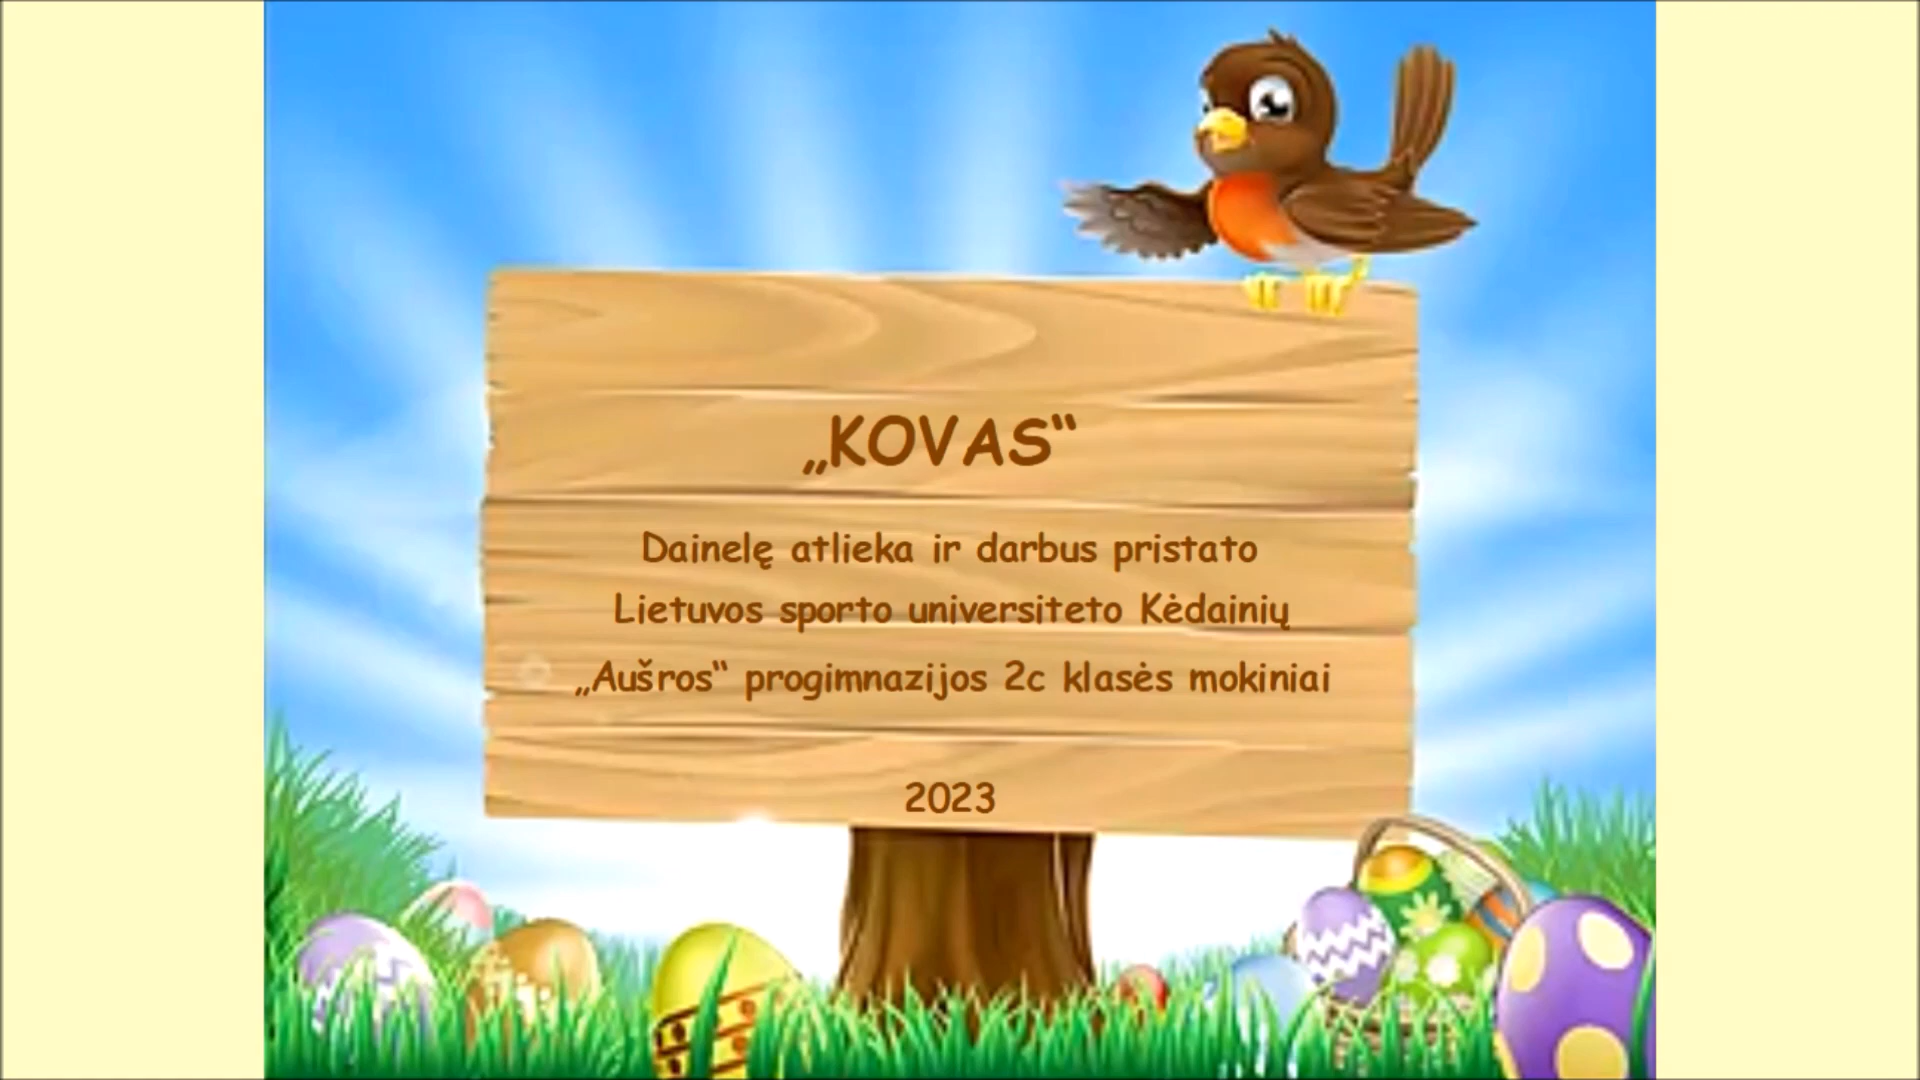 „KOVAS“
Dainelę atlieka ir darbus pristato
Lietuvos sporto universiteto Kėdainių
„Aušros“ progimnazijos 2c klasės mokiniai
2023